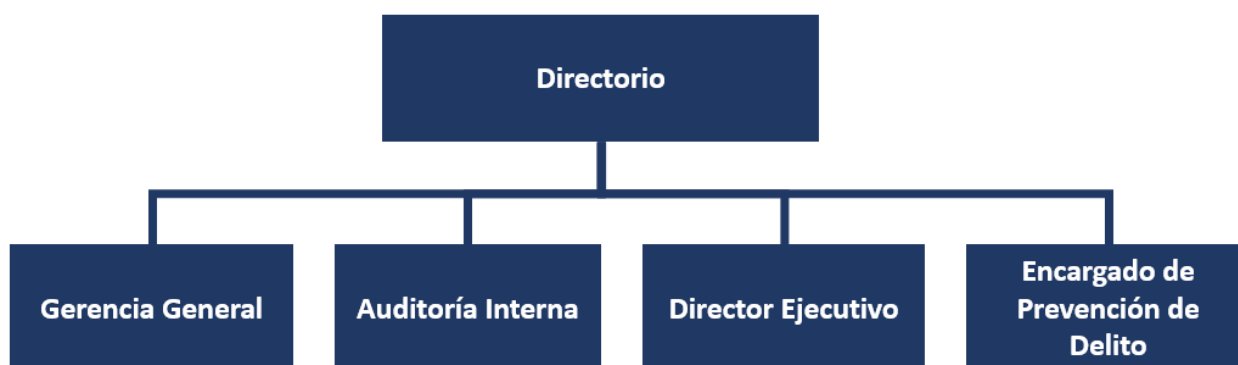 Directorio
Gerencia General
Auditoría Interna
Director Ejecutivo
Encargado de
Prevención de
Delito